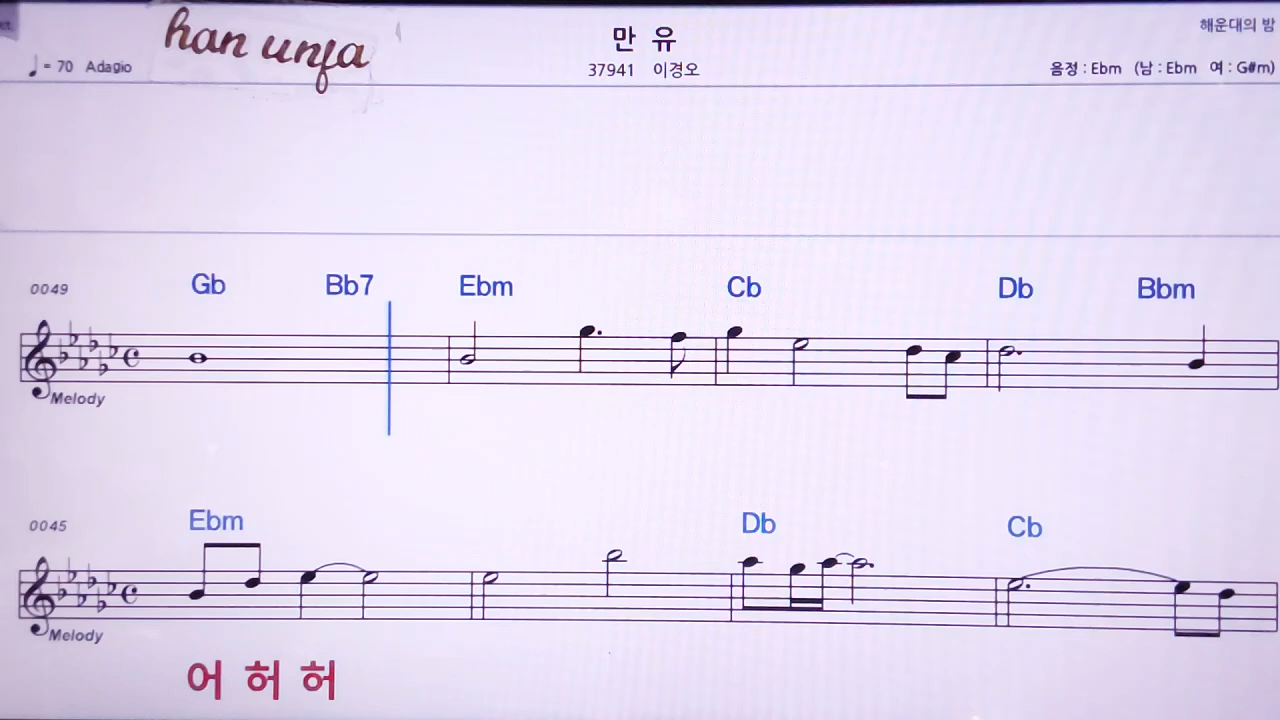 han unja
만 유
해운대의 밤
♩= 70 Adagio
37941 이경오
음정 : Ebm (남 : Ebm 여 : G#m)
0049 Gb Bb7 Ebm Cb Db Bbm
Melody
0045 Ebm Db Cb
Melody
어 허 허